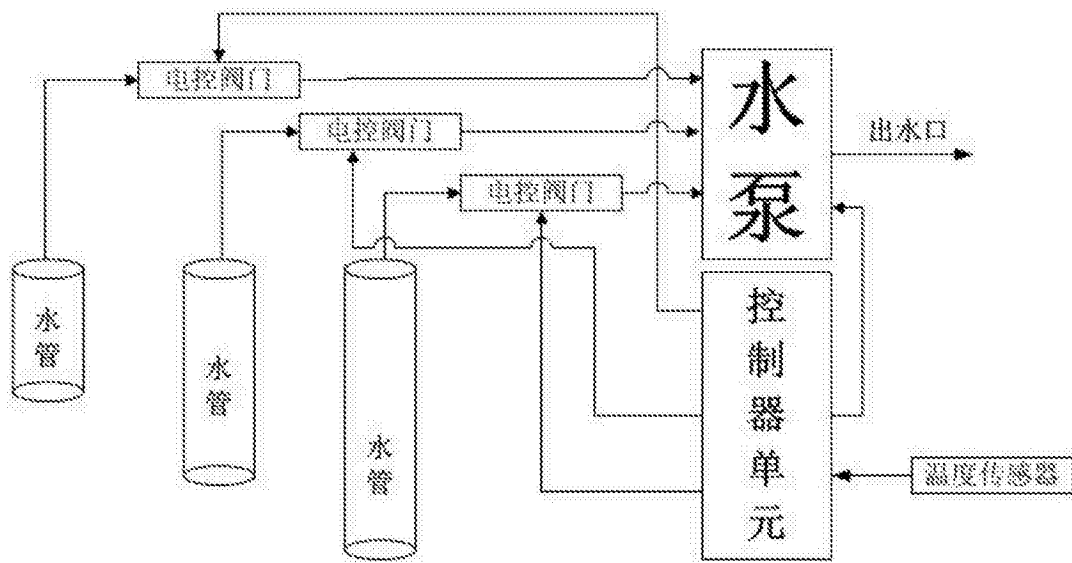 电控阀门
电控阀门
电控阀门
水泵
出水口
水管
水管
水管
控制器单元
温度传感器